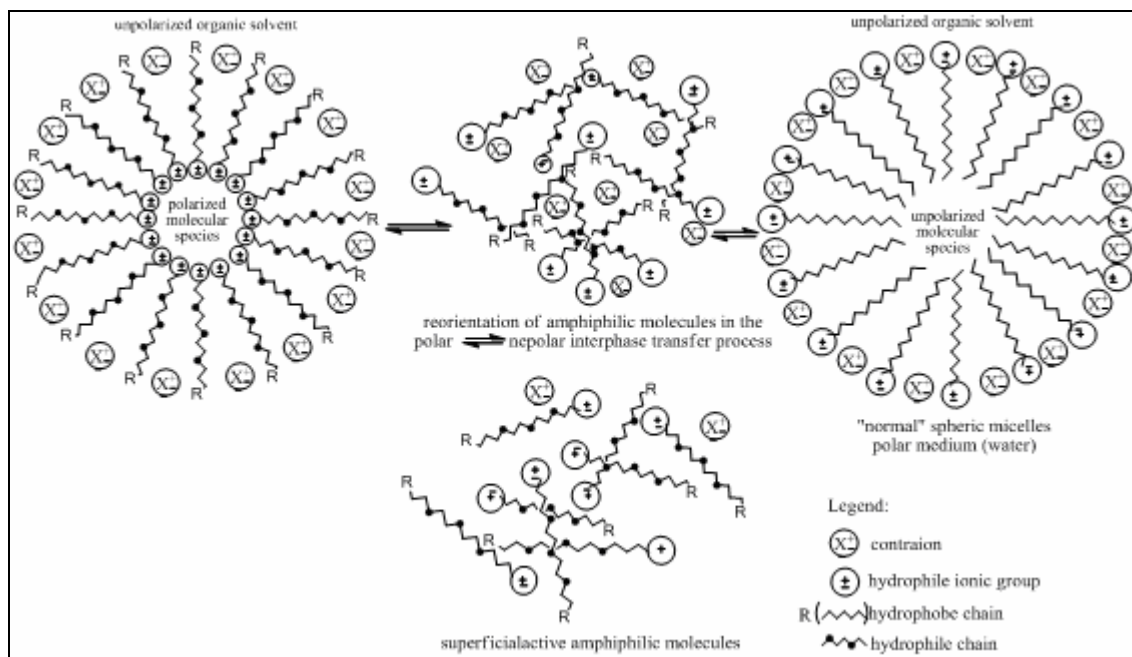 unpolarized organic solvent
polarized
molecular
species
reorientation of amphiphilic molecules in the
polar nepolar interphase transfer process
superficialactive amphiphilic molecules
unpolarized organic solvent
unpolarized
molecular
species
"normal" spheric micelles
polar medium (water)
Legend:
X± contraion
± hydrophile ionic group
R( )hydrophobe chain
hydrophile chain